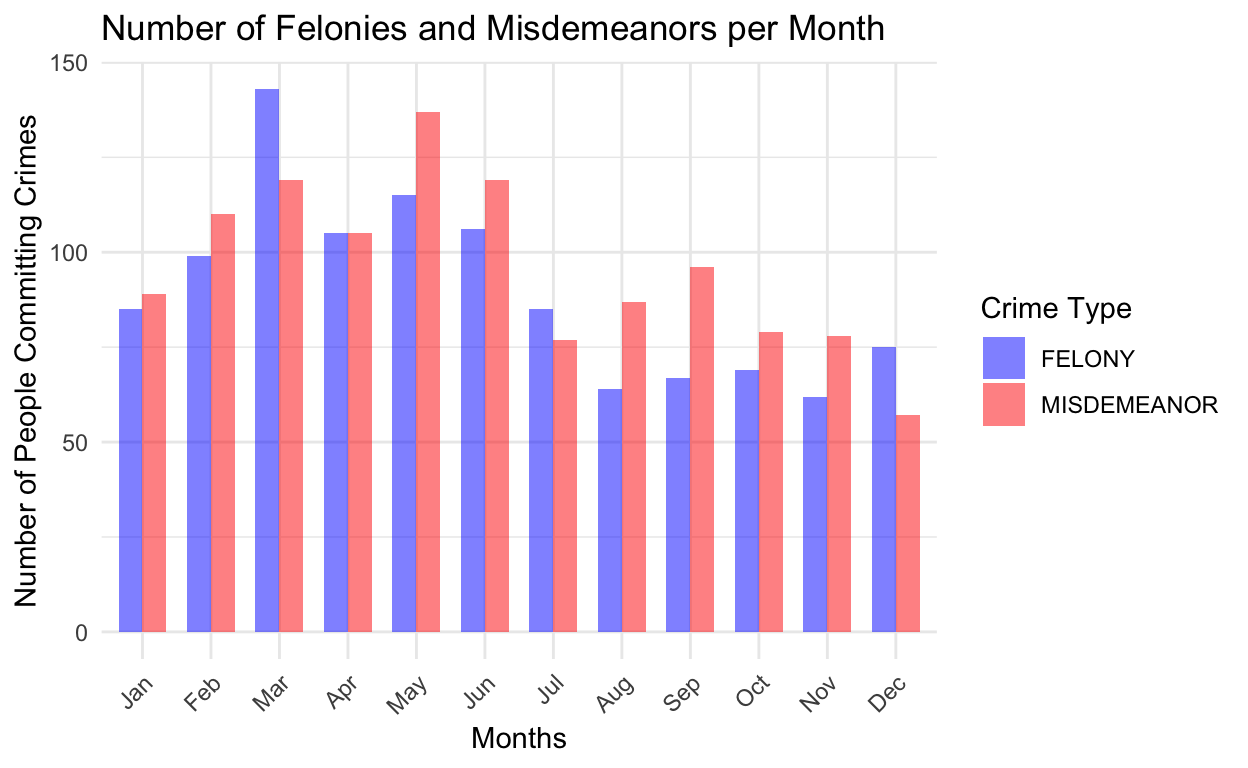 Number of Felonies and Misdemeanors per Month
Number of People Committing Crimes
150
100
50
0
Jan
Feb
Mar
Apr
May
Jun
Jul
Aug
Sep
Oct
Nov
Dec
Months
Crime Type
FELONY
MISDEMEANOR